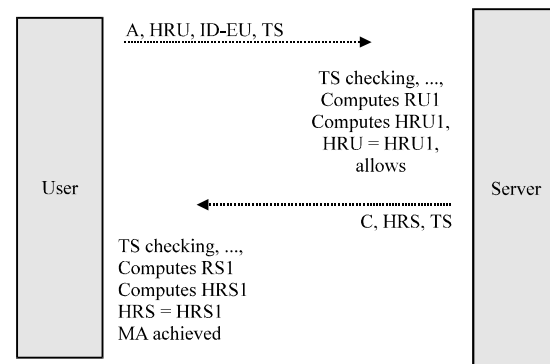 A, HRU, ID-EU, TS
TS checking, ...,
Computes RU1
Computes HRU1,
HRU = HRU1,
allows
User
Server
C, HRS, TS
TS checking, ...,
Computes RS1
Computes HRS1
HRS = HRS1
MA achieved